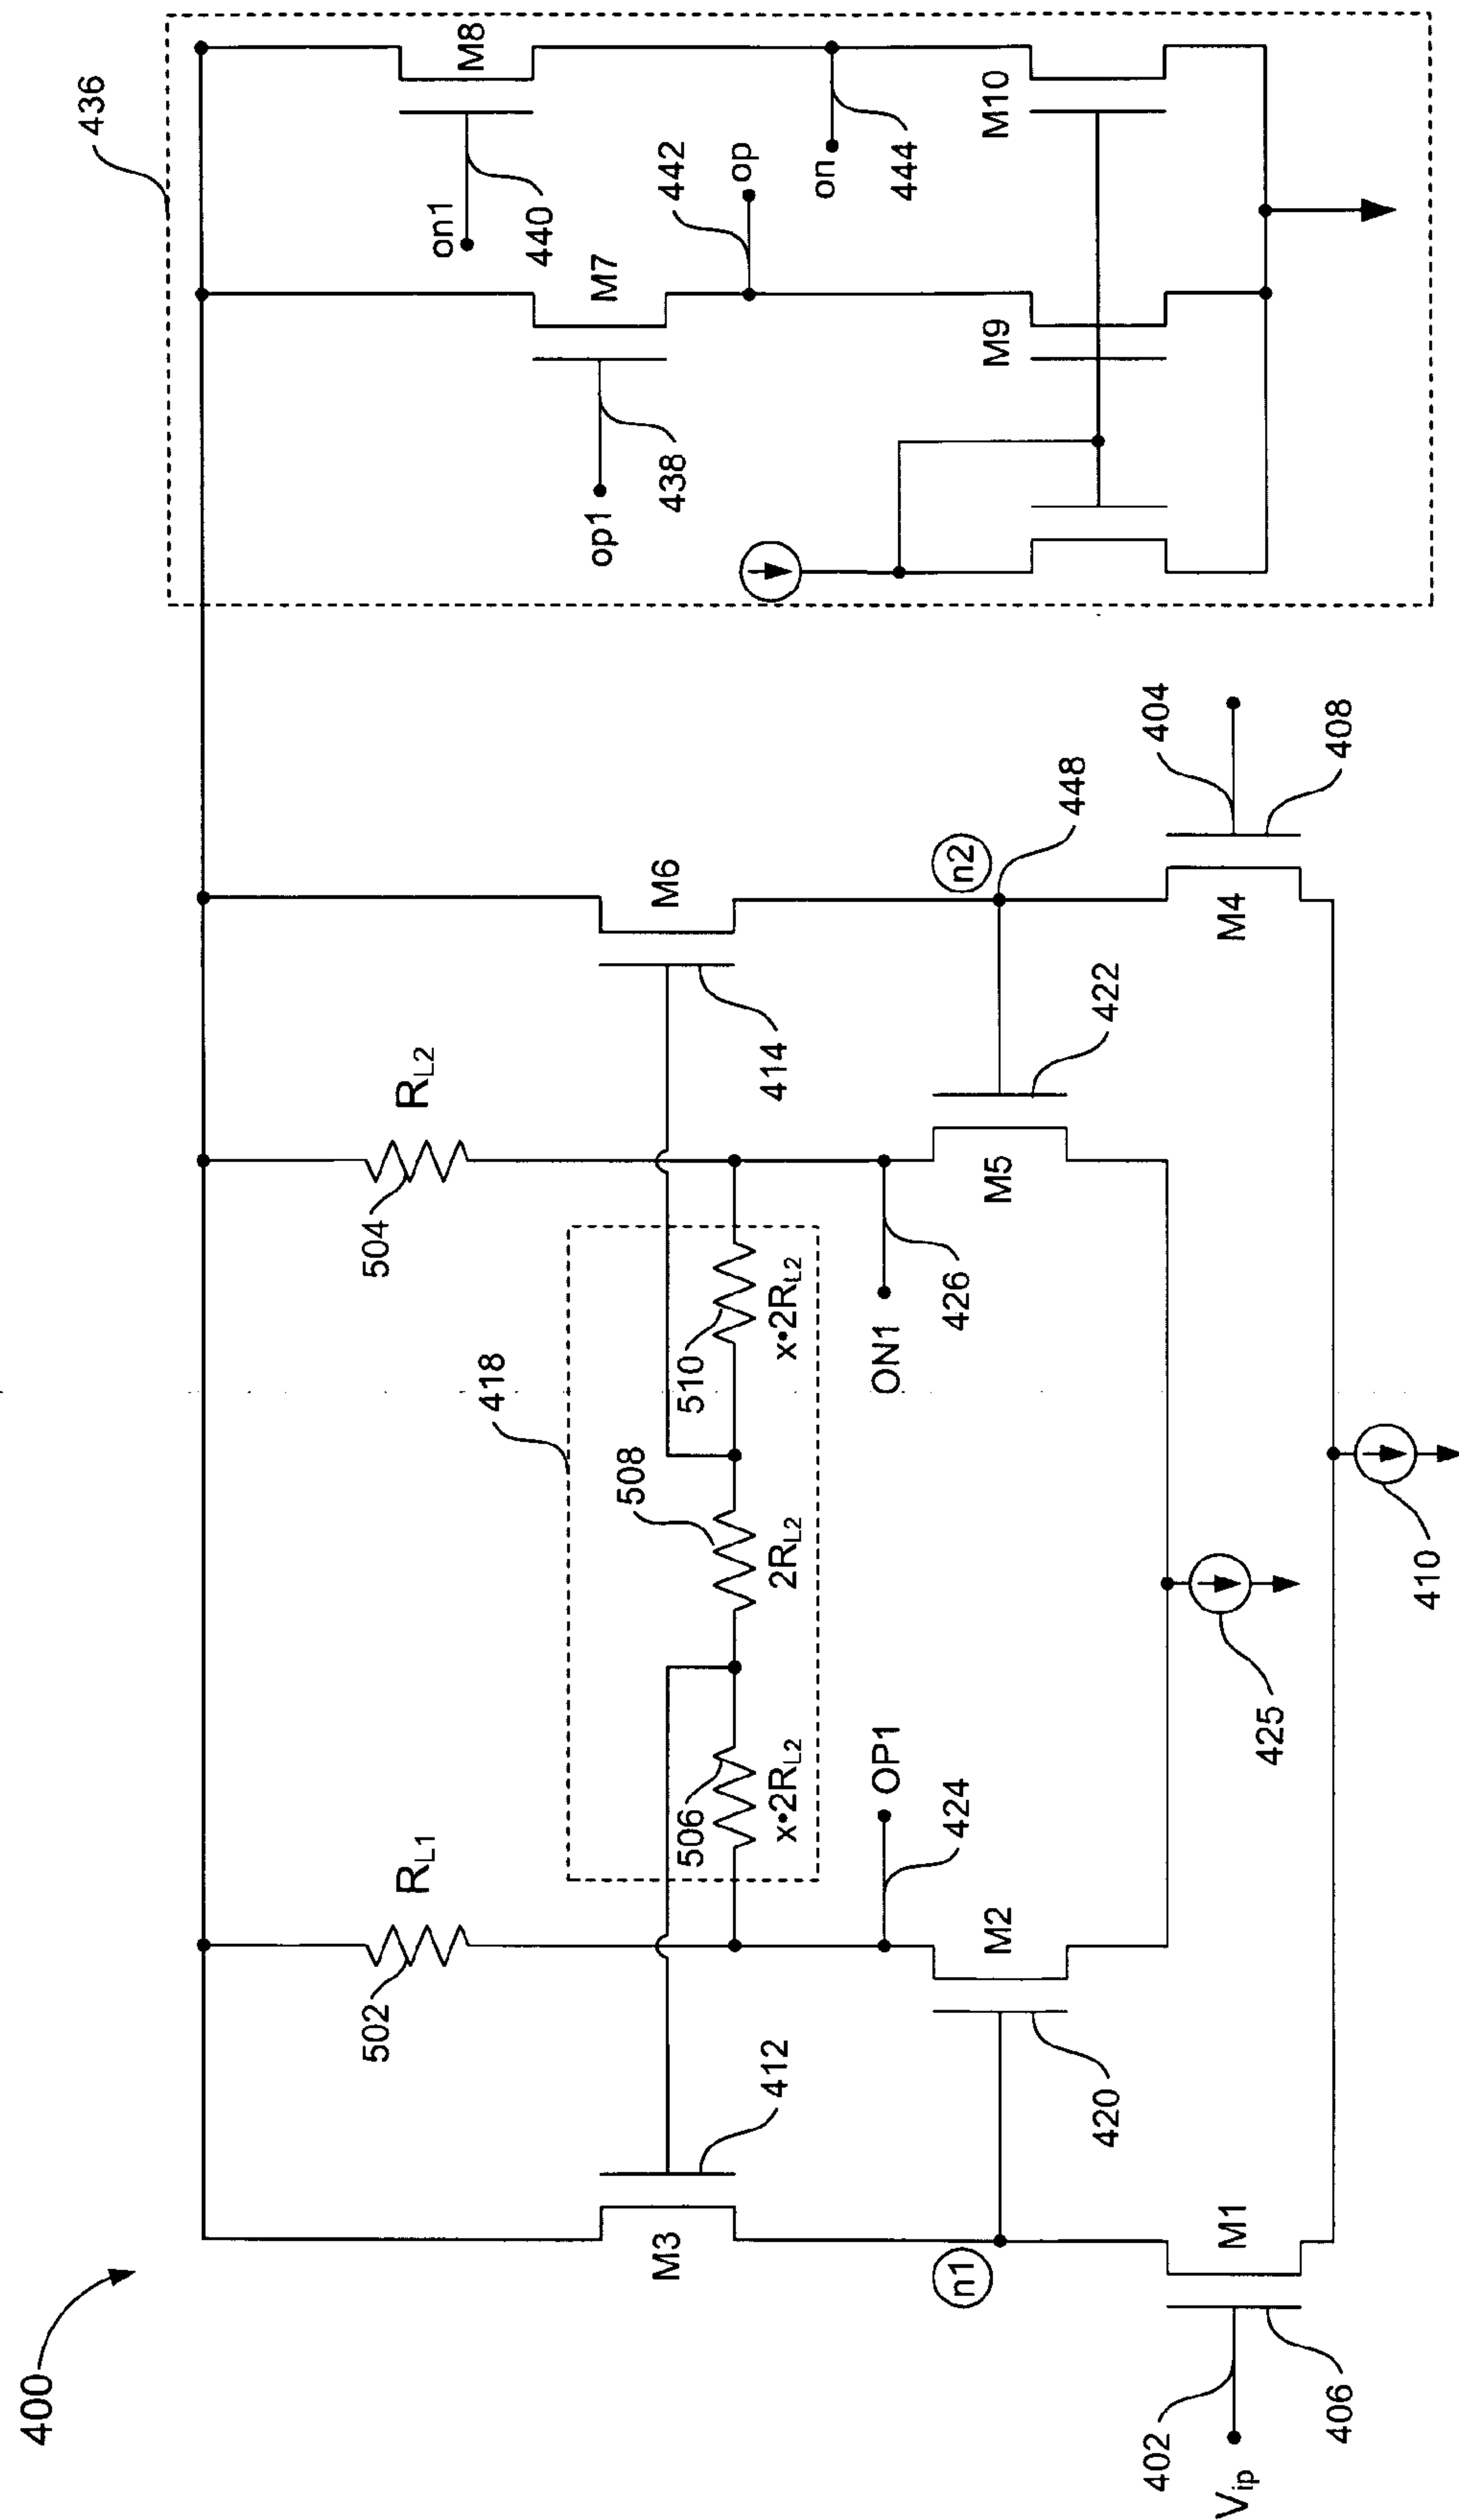 400
436
M8
on1
440
M7
442
op
on
444
op1
438
M9
M10
502
R_L1
504
R_L2
M3
412
418
506
x•2R_L2
508
2R_L2
510
x•2R_L2
M6
414
OP1
424
ON1
426
n1
M2
420
M5
422
n2
448
V_ip
402
M1
406
425
410
M4
404
408